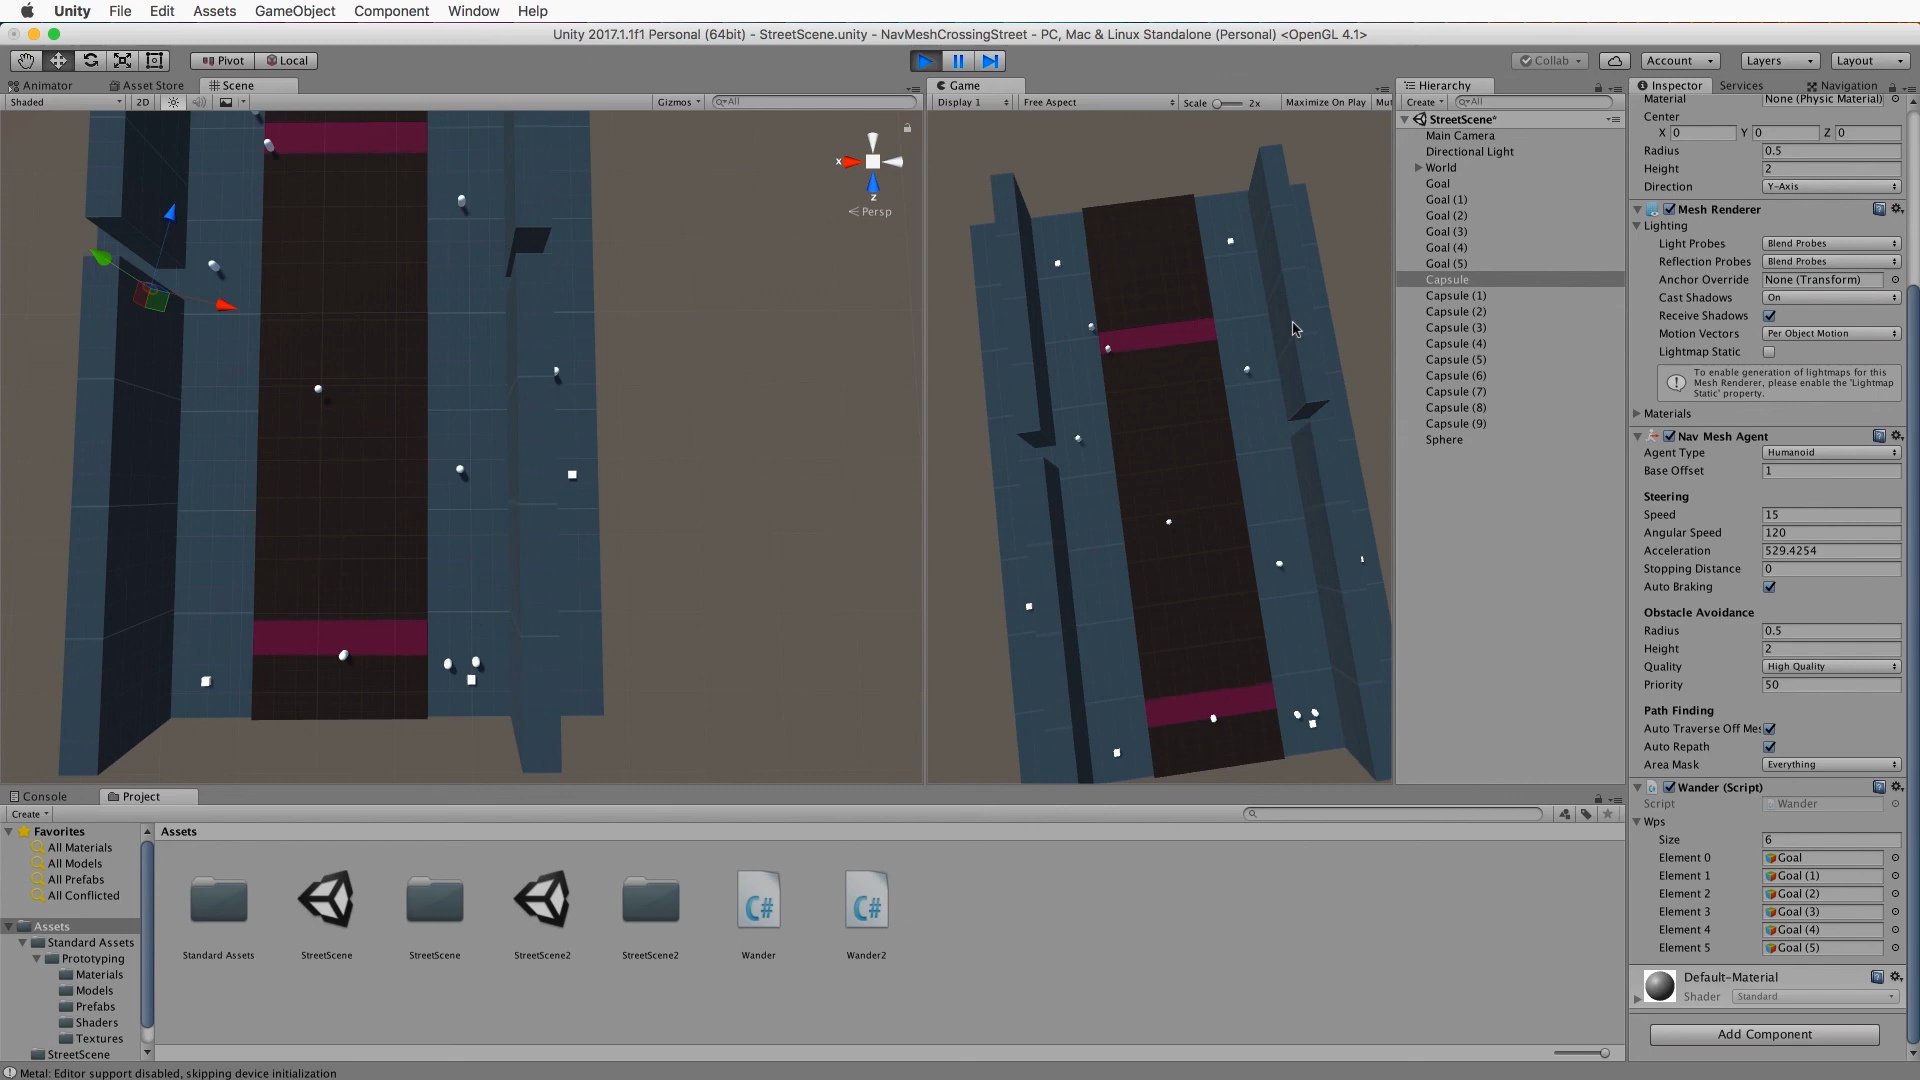 Unity File Edit Assets GameObject Component Window Help
Unity 2017.1.1f1 Personal (64bit) - StreetScene.unity - NavMeshCrossingStreet - PC, Mac & Linux Standalone (Personal) <OpenGL 4.1>
Pivot Local Collab Account Layers Layout
Animator Asset Store Scene
Shaded 2D Gizmos All
x z
Persp
Game
Display 1 Free Aspect Scale 2x Maximize On Play Mut
Hierarchy
Create All
StreetScene*
Main Camera
Directional Light
World
Goal
Goal (1)
Goal (2)
Goal (3)
Goal (4)
Goal (5)
Capsule
Capsule (1)
Capsule (2)
Capsule (3)
Capsule (4)
Capsule (5)
Capsule (6)
Capsule (7)
Capsule (8)
Capsule (9)
Sphere
Inspector Services Navigation
Material None (Physic Material)
Center
X 0 Y 0 Z 0
Radius 0.5
Height 2
Direction Y-Axis
Mesh Renderer
Lighting
Light Probes Blend Probes
Reflection Probes Blend Probes
Anchor Override None (Transform)
Cast Shadows On
Receive Shadows
Motion Vectors Per Object Motion
Lightmap Static
To enable generation of lightmaps for this
Mesh Renderer, please enable the 'Lightmap
Static' property.
Materials
Nav Mesh Agent
Agent Type Humanoid
Base Offset 1
Steering
Speed 15
Angular Speed 120
Acceleration 529.4254
Stopping Distance 0
Auto Braking
Obstacle Avoidance
Radius 0.5
Height 2
Quality High Quality
Priority 50
Path Finding
Auto Traverse Off Mes
Auto Repath
Area Mask Everything
Wander (Script)
Script Wander
Wps
Size 6
Element 0 Goal
Element 1 Goal (1)
Element 2 Goal (2)
Element 3 Goal (3)
Element 4 Goal (4)
Element 5 Goal (5)
Default-Material
Shader Standard
Add Component
Console Project
Create
Favorites
All Materials
All Models
All Prefabs
All Conflicted
Assets
Standard Assets
Prototyping
Materials
Models
Prefabs
Shaders
Textures
StreetScene
Assets
C# C#
Standard Assets StreetScene StreetScene StreetScene2 StreetScene2 Wander Wander2
Metal: Editor support disabled, skipping device initialization